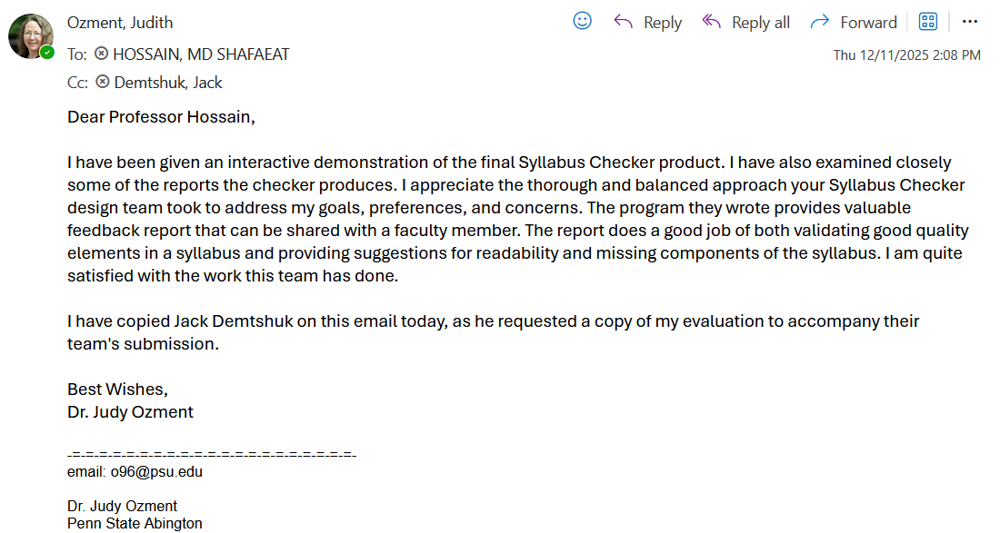 Ozment, Judith
Reply
Reply all
Forward
To: HOSSAIN, MD SHAFAEAT
Thu 12/11/2025 2:08 PM
Cc: Demtshuk, Jack
Dear Professor Hossain,
I have been given an interactive demonstration of the final Syllabus Checker product. I have also examined closely
some of the reports the checker produces. I appreciate the thorough and balanced approach your Syllabus Checker
design team took to address my goals, preferences, and concerns. The program they wrote provides valuable
feedback report that can be shared with a faculty member. The report does a good job of both validating good quality
elements in a syllabus and providing suggestions for readability and missing components of the syllabus. I am quite
satisfied with the work this team has done.
I have copied Jack Demtshuk on this email today, as he requested a copy of my evaluation to accompany their
team's submission.
Best Wishes,
Dr. Judy Ozment
-=-=-=-=-=-=-=-=-=-=-=-=-=-=-=-=-=-=-=-=-=-
email: o96@psu.edu
Dr. Judy Ozment
Penn State Abington